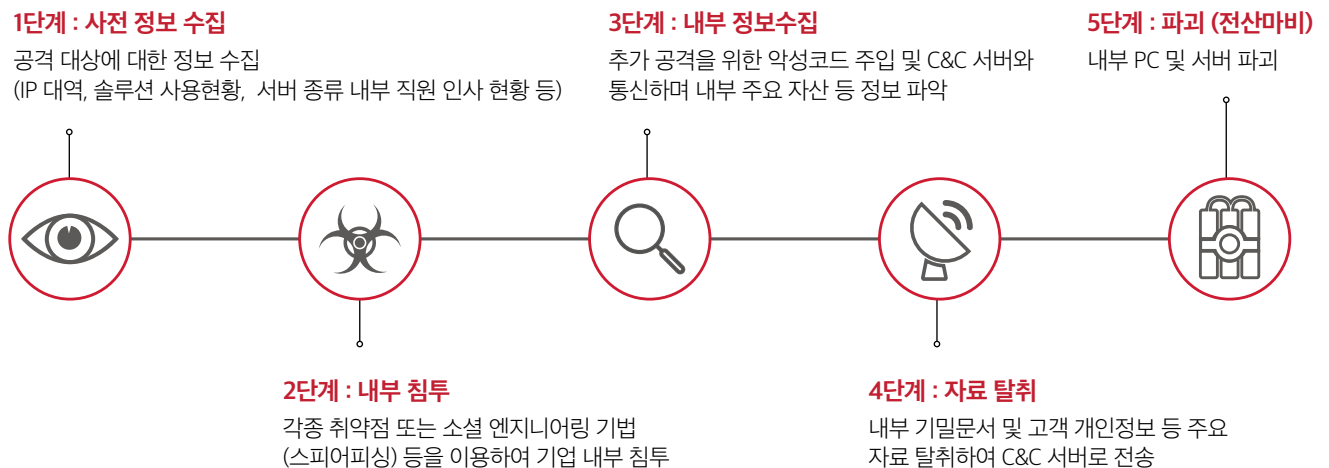 1단계 : 사전 정보 수집
공격 대상에 대한 정보 수집
(IP 대역, 솔루션 사용현황, 서버 종류 내부 직원 인사 현황 등)
2단계 : 내부 침투
각종 취약점 또는 소셜 엔지니어링 기법
(스피어피싱) 등을 이용하여 기업 내부 침투
3단계 : 내부 정보수집
추가 공격을 위한 악성코드 주입 및 C&C 서버와
통신하며 내부 주요 자산 등 정보 파악
4단계 : 자료 탈취
내부 기밀문서 및 고객 개인정보 등 주요
자료 탈취하여 C&C 서버로 전송
5단계 : 파괴 (전산마비)
내부 PC 및 서버 파괴